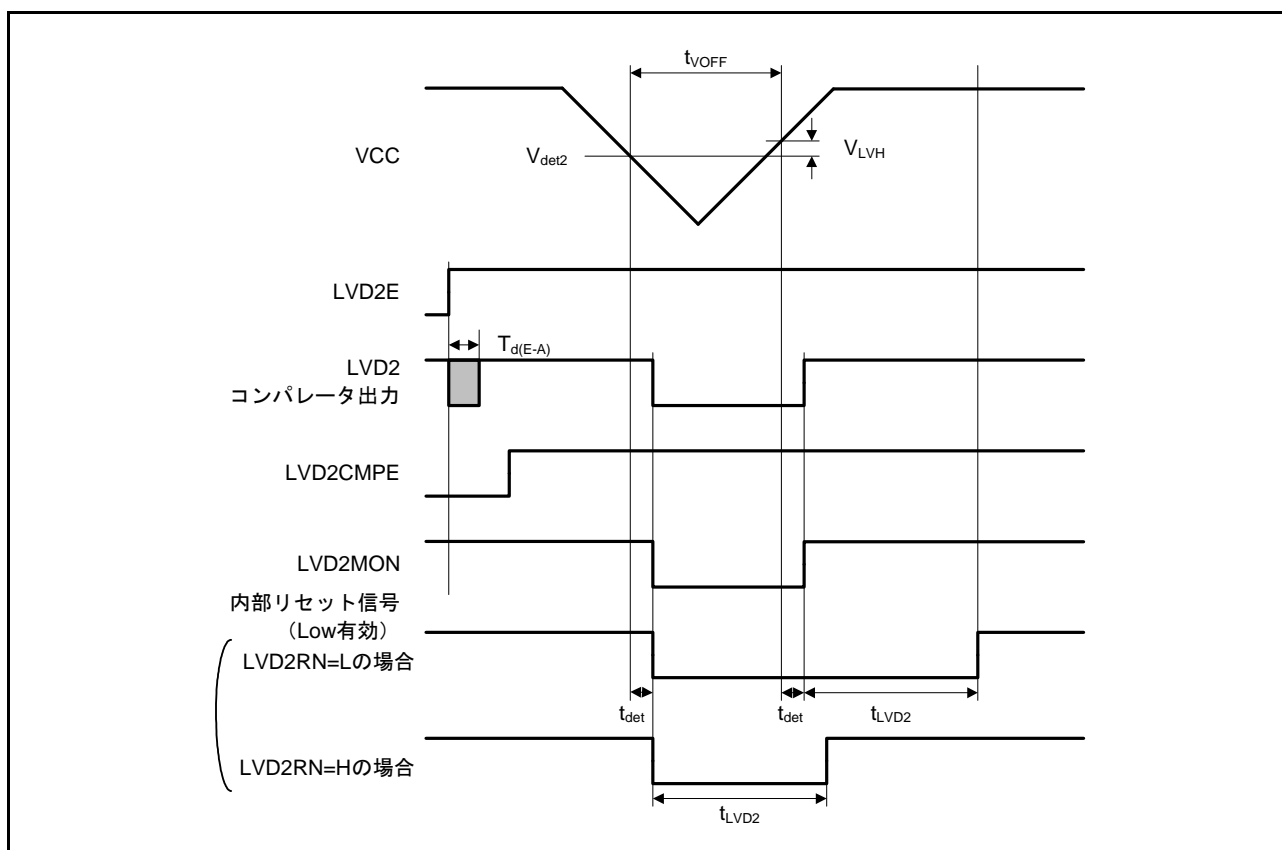 tVOFF
VCC
Vdet2
VLVH
LVD2E
Td(E-A)
LVD2
コンパレータ出力
LVD2CMPE
LVD2MON
内部リセット信号
（Low有効）
LVD2RN=Lの場合
tdet
tdet
tLVD2
LVD2RN=Hの場合
tLVD2